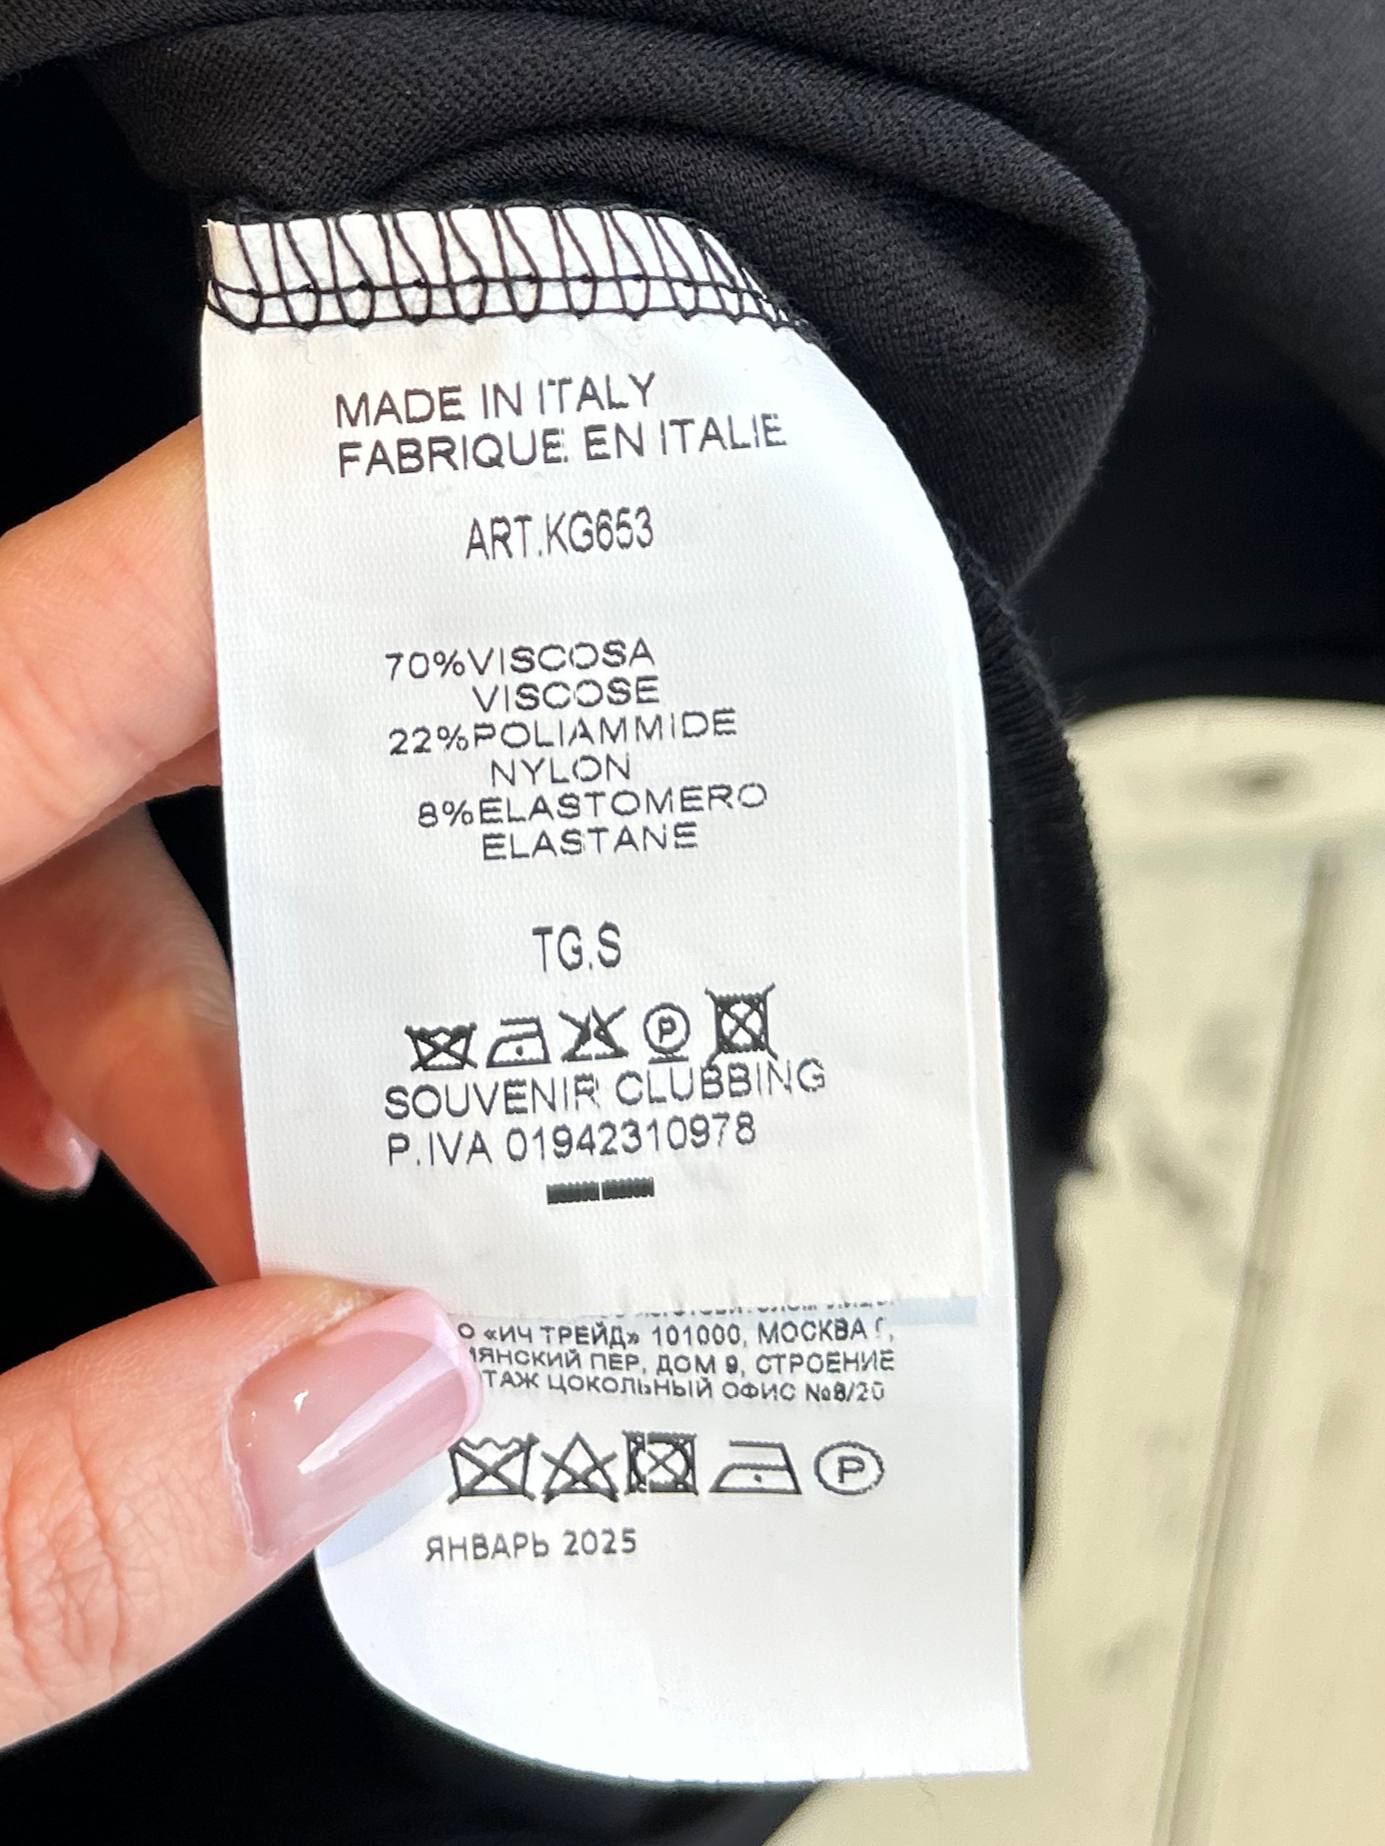 MADE IN ITALY
FABRIQUE EN ITALIE
ART.KG653
70%VISCOSA
VISCOSE
22%POLIAMMIDE
NYLON
8%ELASTOMERO
ELASTANE
TG.S
P
SOUVENIR CLUBBING
P.IVA 01942310978
О «ИЧ ТРЕЙД» 101000, МОСКВА Г,
ПЕР, ДОМ 9, СТРОЕНИЕ
ЦОКОЛЬНЫЙ ОФИС №8/20
P
ЯНВАРЬ 2025